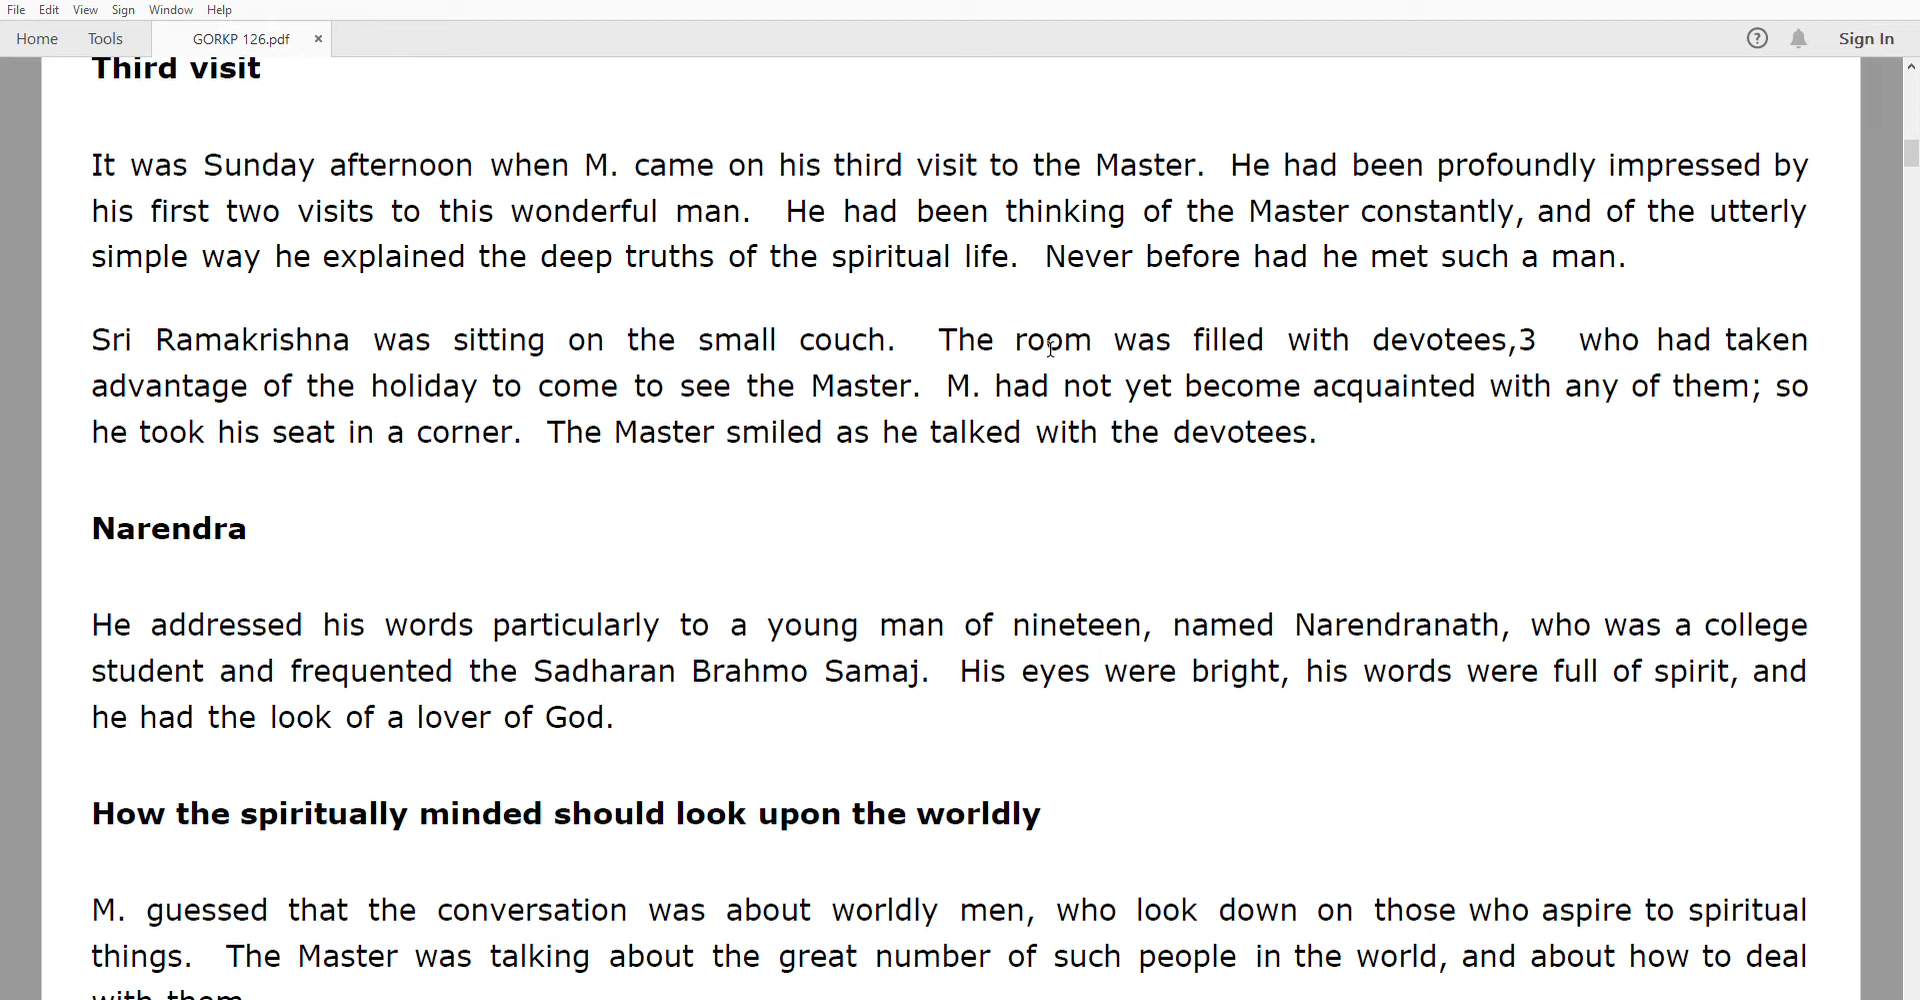 File Edit View Sign Window Help
Home Tools GORKP 126.pdf × ? Sign In
Third visit
It was Sunday afternoon when M. came on his third visit to the Master. He had been profoundly impressed by
his first two visits to this wonderful man. He had been thinking of the Master constantly, and of the utterly
simple way he explained the deep truths of the spiritual life. Never before had he met such a man.
Sri Ramakrishna was sitting on the small couch. The room was filled with devotees,3 who had taken
advantage of the holiday to come to see the Master. M. had not yet become acquainted with any of them; so
he took his seat in a corner. The Master smiled as he talked with the devotees.
Narendra
He addressed his words particularly to a young man of nineteen, named Narendranath, who was a college
student and frequented the Sadharan Brahmo Samaj. His eyes were bright, his words were full of spirit, and
he had the look of a lover of God.
How the spiritually minded should look upon the worldly
M. guessed that the conversation was about worldly men, who look down on those who aspire to spiritual
things. The Master was talking about the great number of such people in the world, and about how to deal
with them